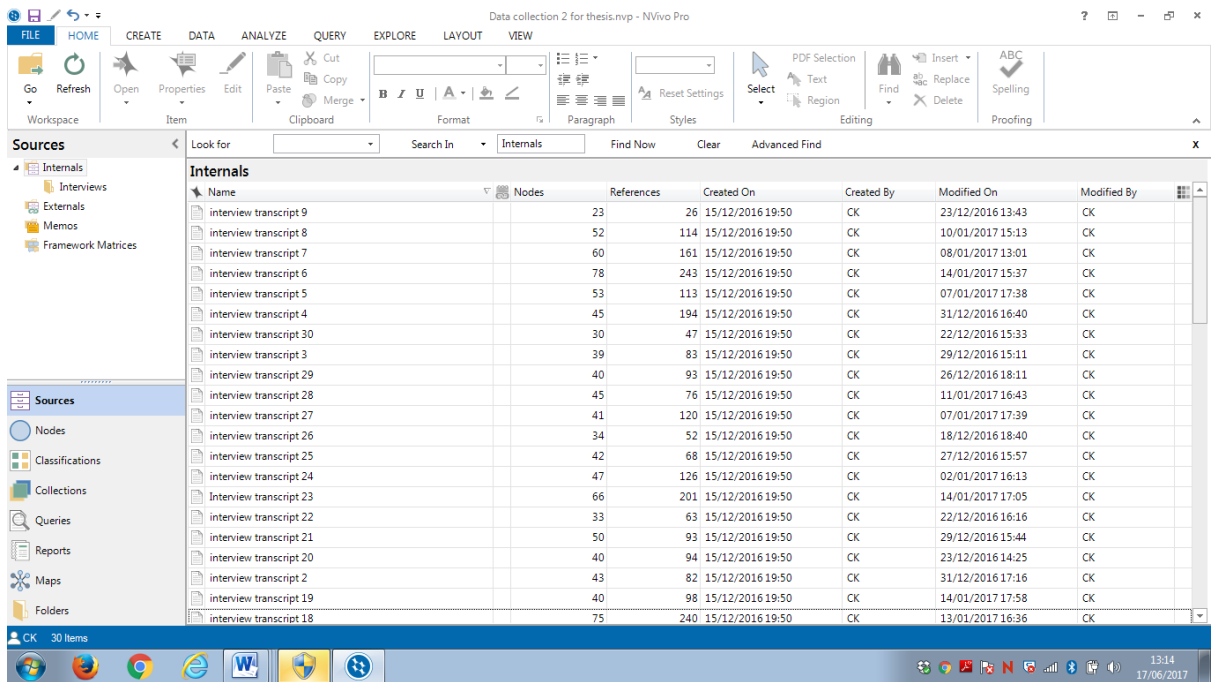 Data collection 2 for thesis.nvp - NVivo Pro
FILE HOME CREATE DATA ANALYZE QUERY EXPLORE LAYOUT VIEW
Go Refresh Open Properties Edit Paste Cut Copy Merge B I U A Reset Settings Select PDF Selection Text Region Find Insert Replace Delete ABC Spelling
Workspace Item Clipboard Format Paragraph Styles Editing Proofing
Sources
Look for Search In Internals Find Now Clear Advanced Find x
Internals
Interviews
Externals
Memos
Framework Matrices
Sources
Nodes
Classifications
Collections
Queries
Reports
Maps
Folders
Internals
Name Nodes References Created On Created By Modified On Modified By
interview transcript 9 23 26 15/12/2016 19:50 CK 23/12/2016 13:43 CK
interview transcript 8 52 114 15/12/2016 19:50 CK 10/01/2017 15:13 CK
interview transcript 7 60 161 15/12/2016 19:50 CK 08/01/2017 13:01 CK
interview transcript 6 78 243 15/12/2016 19:50 CK 14/01/2017 15:37 CK
interview transcript 5 53 113 15/12/2016 19:50 CK 07/01/2017 17:38 CK
interview transcript 4 45 194 15/12/2016 19:50 CK 31/12/2016 16:40 CK
interview transcript 30 30 47 15/12/2016 19:50 CK 22/12/2016 15:33 CK
interview transcript 3 39 83 15/12/2016 19:50 CK 29/12/2016 15:11 CK
interview transcript 29 40 93 15/12/2016 19:50 CK 26/12/2016 18:11 CK
interview transcript 28 45 76 15/12/2016 19:50 CK 11/01/2017 16:43 CK
interview transcript 27 41 120 15/12/2016 19:50 CK 07/01/2017 17:39 CK
interview transcript 26 34 52 15/12/2016 19:50 CK 18/12/2016 18:40 CK
interview transcript 25 42 68 15/12/2016 19:50 CK 27/12/2016 15:57 CK
interview transcript 24 47 126 15/12/2016 19:50 CK 02/01/2017 16:13 CK
Interview transcript 23 66 201 15/12/2016 19:50 CK 14/01/2017 17:05 CK
interview transcript 22 33 63 15/12/2016 19:50 CK 22/12/2016 16:16 CK
interview transcript 21 50 93 15/12/2016 19:50 CK 29/12/2016 15:44 CK
interview transcript 20 40 94 15/12/2016 19:50 CK 23/12/2016 14:25 CK
interview transcript 2 43 82 15/12/2016 19:50 CK 31/12/2016 17:16 CK
interview transcript 19 40 98 15/12/2016 19:50 CK 14/01/2017 17:58 CK
interview transcript 18 75 240 15/12/2016 19:50 CK 13/01/2017 16:36 CK
CK 30 Items
13:14
17/06/2017